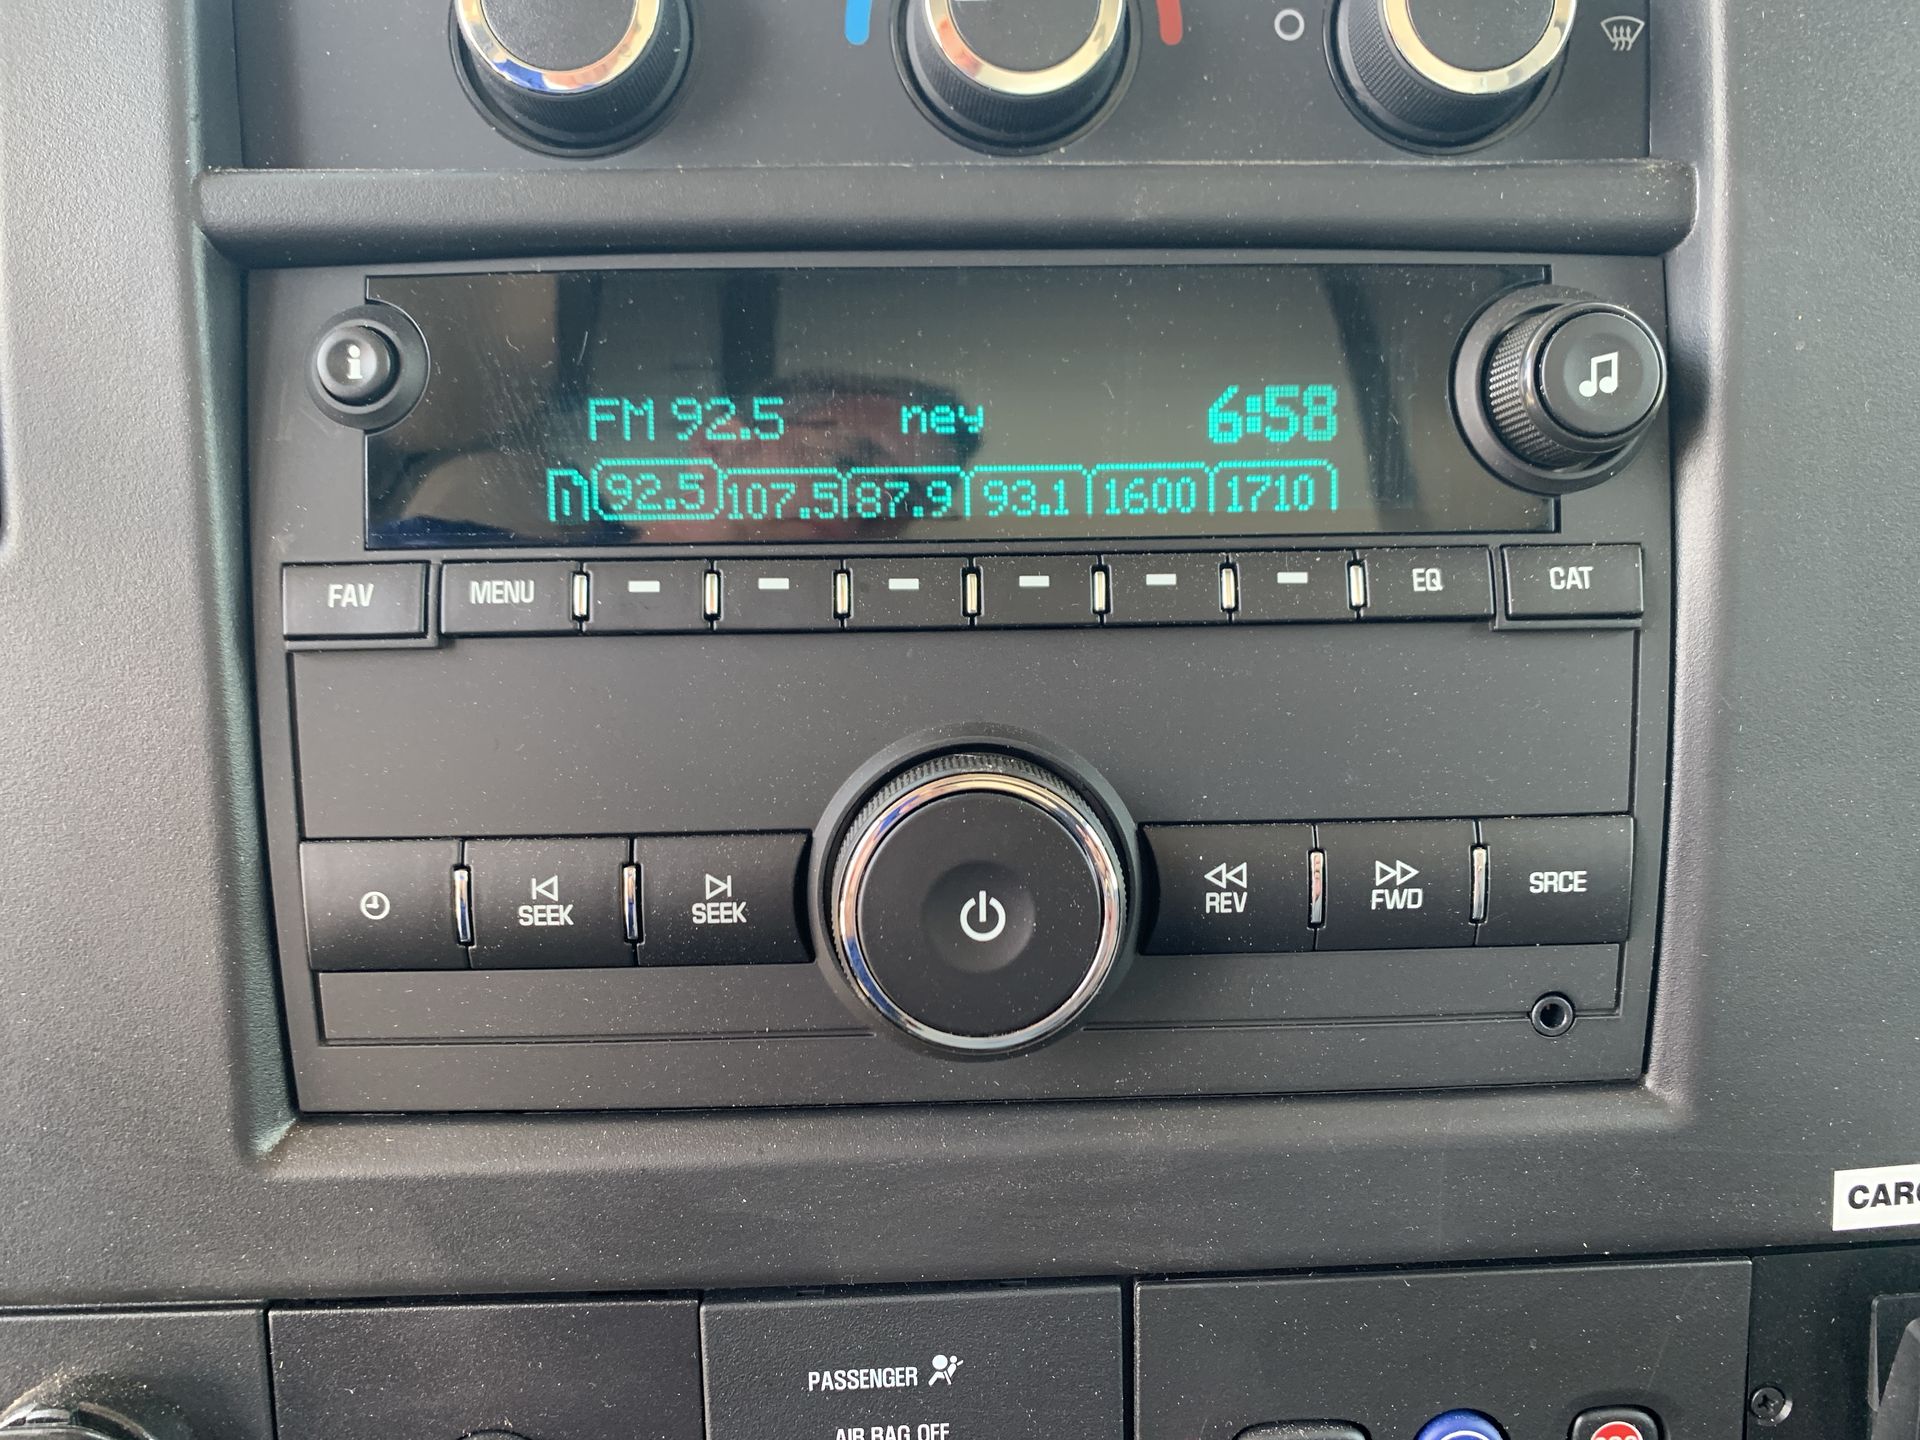 FM 92.5 ney 6:58
92.5 107.5 87.9 93.1 1600 1710
FAV MENU EQ CAT
SEEK SEEK REV FWD SRCE
PASSENGER
AIR BAG OFF